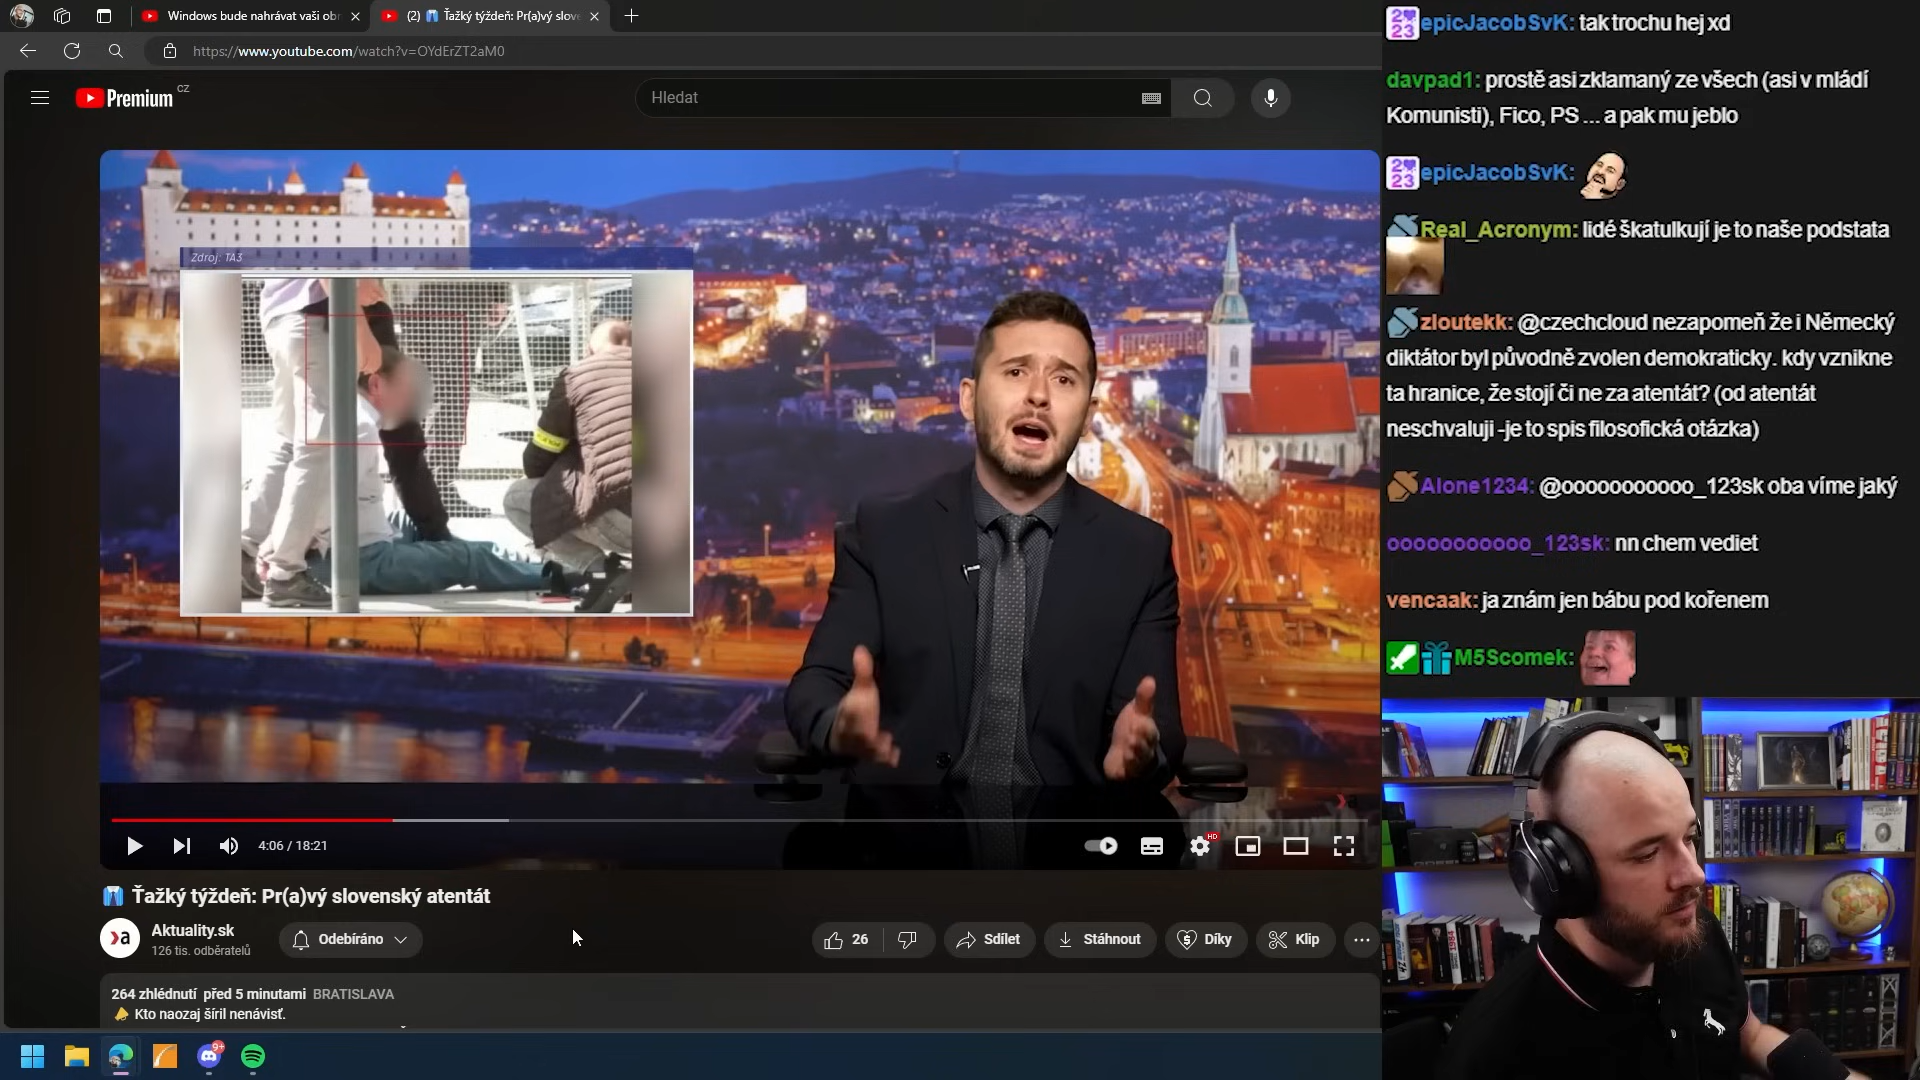 Windows bude nahrávat vaši obr
(2) 👔 Ťažký týždeň: Pr(a)vý slove
https://www.youtube.com/watch?v=OYdErZT2aM0
Premium CZ
Hledat
Zdroj: TA3
4:06 / 18:21
HD
👔 Ťažký týždeň: Pr(a)vý slovenský atentát
Aktuality.sk
126 tis. odběratelů
Odebíráno
26
Sdílet
Stáhnout
Díky
Klip
264 zhlédnutí před 5 minutami BRATISLAVA
📣 Kto naozaj šíril nenávisť.
9+
epicJacobSvK: tak trochu hej xd
davpad1: prostě asi zklamaný ze všech (asi v mládí
Komunisti), Fico, PS ... a pak mu jeblo
epicJacobSvK:
Real_Acronym: lidé škatulkují je to naše podstata
zloutekk: @czechcloud nezapomeň že i Německý
diktátor byl původně zvolen demokraticky. kdy vznikne
ta hranice, že stojí či ne za atentát? (od atentát
neschvaluji -je to spis filosofická otázka)
Alone1234: @ooooooooooo_123sk oba víme jaký
ooooooooooo_123sk: nn chem vediet
vencaak: ja znám jen bábu pod kořenem
M5Scomek: